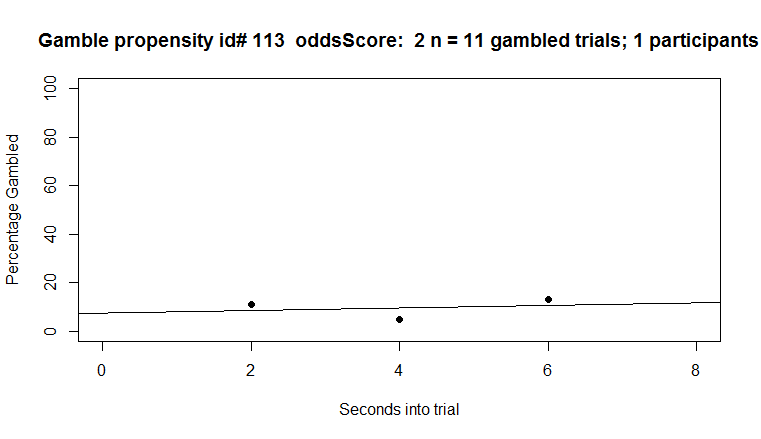 Gamble propensity id# 113  oddsScore:  2 n = 11 gambled trials; 1 participants
Percentage Gambled
100
80
60
40
20
0
0 2 4 6 8
Seconds into trial